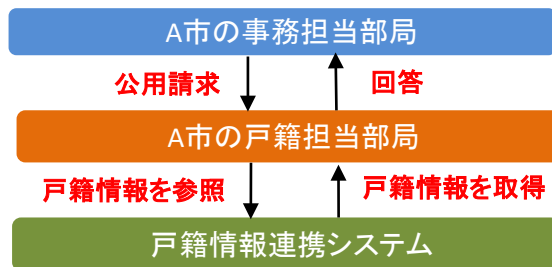 A市の事務担当部局
公用請求 回答
A市の戸籍担当部局
戸籍情報を参照 戸籍情報を取得
戸籍情報連携システム